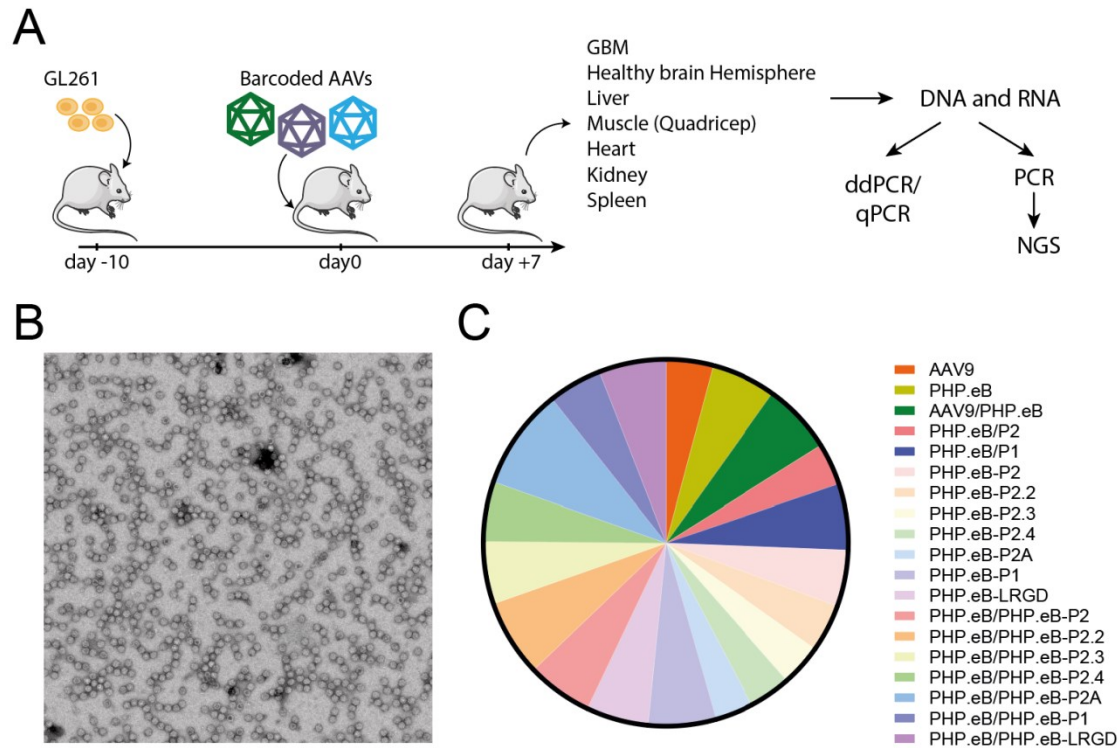 A
GL261
Barcoded AAVs
GBM
Healthy brain Hemisphere
Liver
Muscle (Quadricep)
Heart
Kidney
Spleen
DNA and RNA
ddPCR/
qPCR
PCR
NGS
day -10
day0
day +7
B
C
AAV9
PHP.eB
AAV9/PHP.eB
PHP.eB/P2
PHP.eB/P1
PHP.eB-P2
PHP.eB-P2.2
PHP.eB-P2.3
PHP.eB-P2.4
PHP.eB-P2A
PHP.eB-P1
PHP.eB-LRGD
PHP.eB/PHP.eB-P2
PHP.eB/PHP.eB-P2.2
PHP.eB/PHP.eB-P2.3
PHP.eB/PHP.eB-P2.4
PHP.eB/PHP.eB-P2A
PHP.eB/PHP.eB-P1
PHP.eB/PHP.eB-LRGD